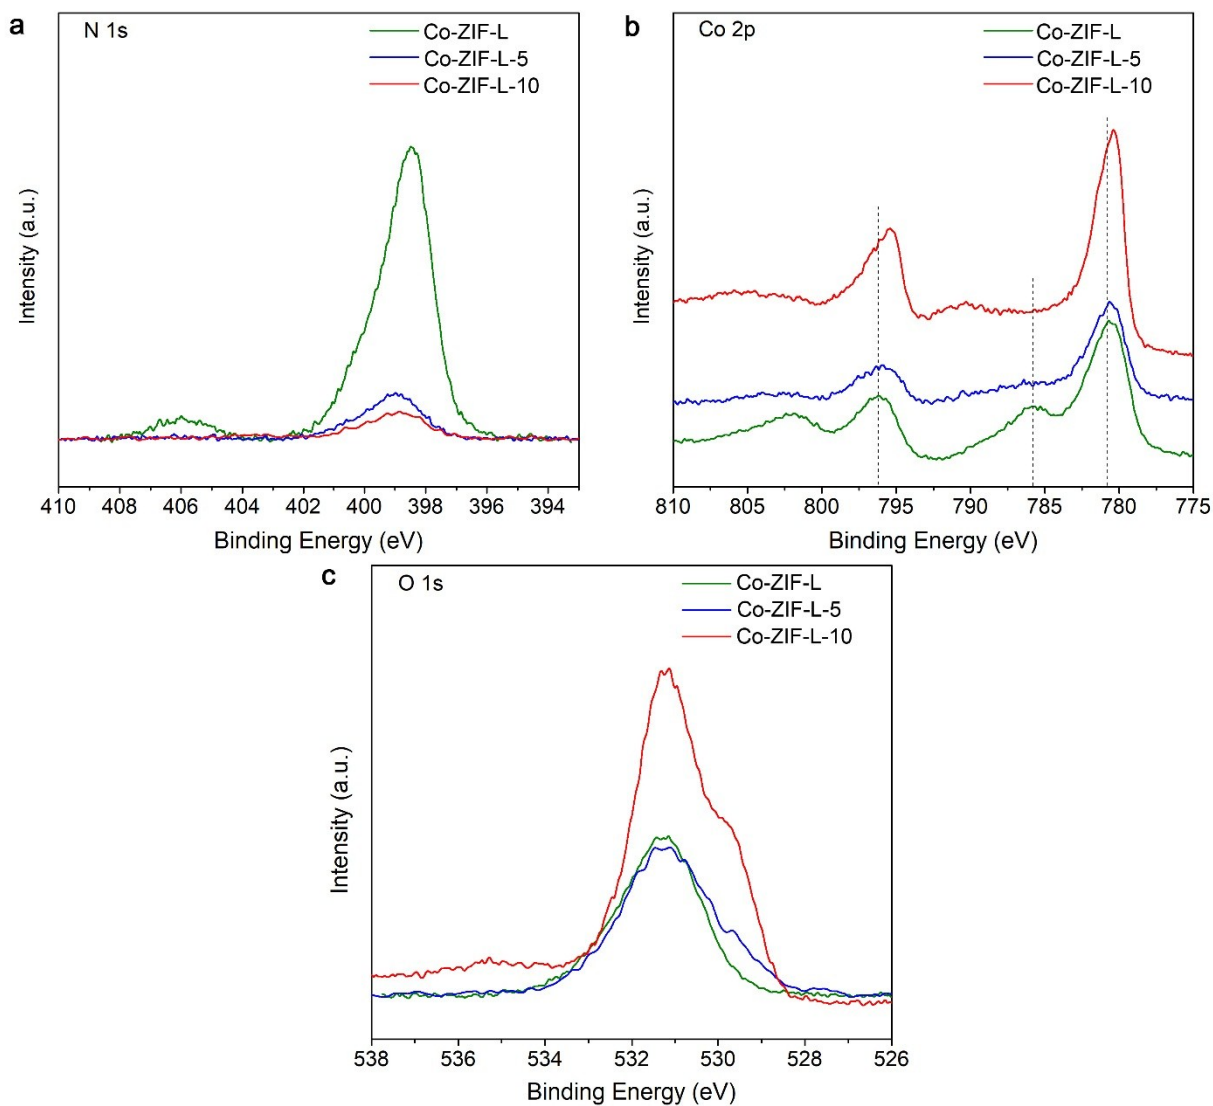 a
N 1s
Co-ZIF-L
Co-ZIF-L-5
Co-ZIF-L-10
Intensity (a.u.)
410 408 406 404 402 400 398 396 394
Binding Energy (eV)
b
Co 2p
Co-ZIF-L
Co-ZIF-L-5
Co-ZIF-L-10
Intensity (a.u.)
810 805 800 795 790 785 780 775
Binding Energy (eV)
c
O 1s
Co-ZIF-L
Co-ZIF-L-5
Co-ZIF-L-10
Intensity (a.u.)
538 536 534 532 530 528 526
Binding Energy (eV)